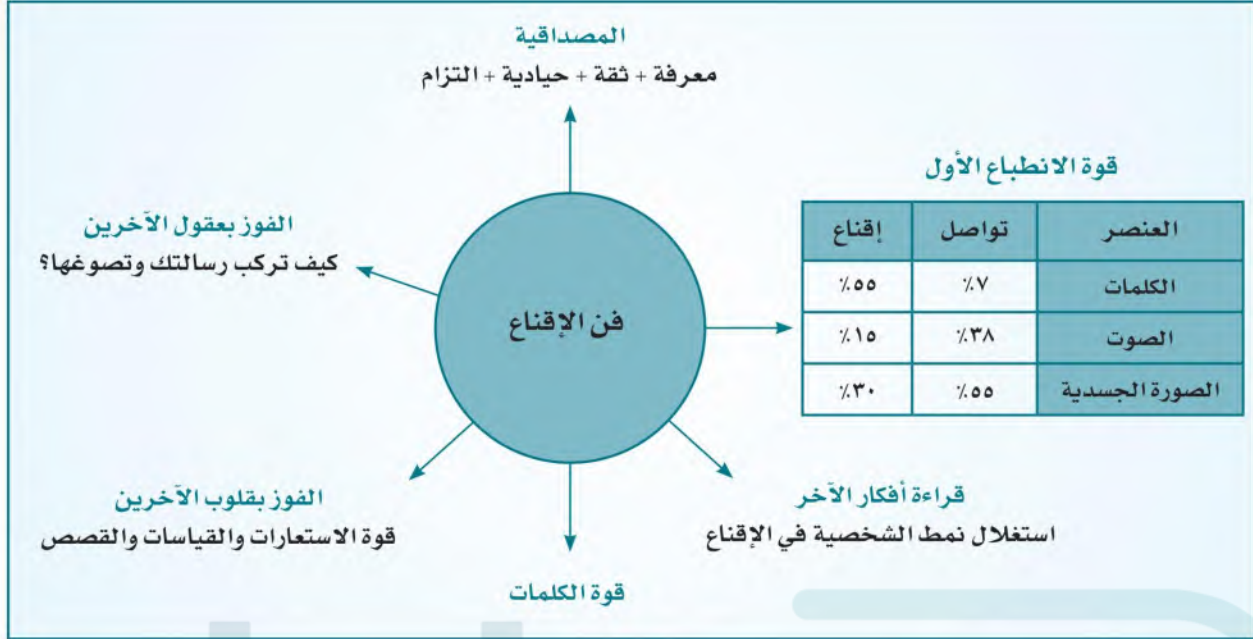 المصداقية
معرفة + ثقة + حيادية + التزام
قوة الانطباع الأول
العنصر تواصل إقناع
الكلمات ٧٪ ٥٥٪
الصوت ٣٨٪ ١٥٪
الصورة الجسدية ٥٥٪ ٣٠٪
الفوز بعقول الآخرين
كيف تركب رسالتك وتصوغها؟
فن الإقناع
قراءة أفكار الآخر
استغلال نمط الشخصية في الإقناع
الفوز بقلوب الآخرين
قوة الاستعارات والقياسات والقصص
قوة الكلمات